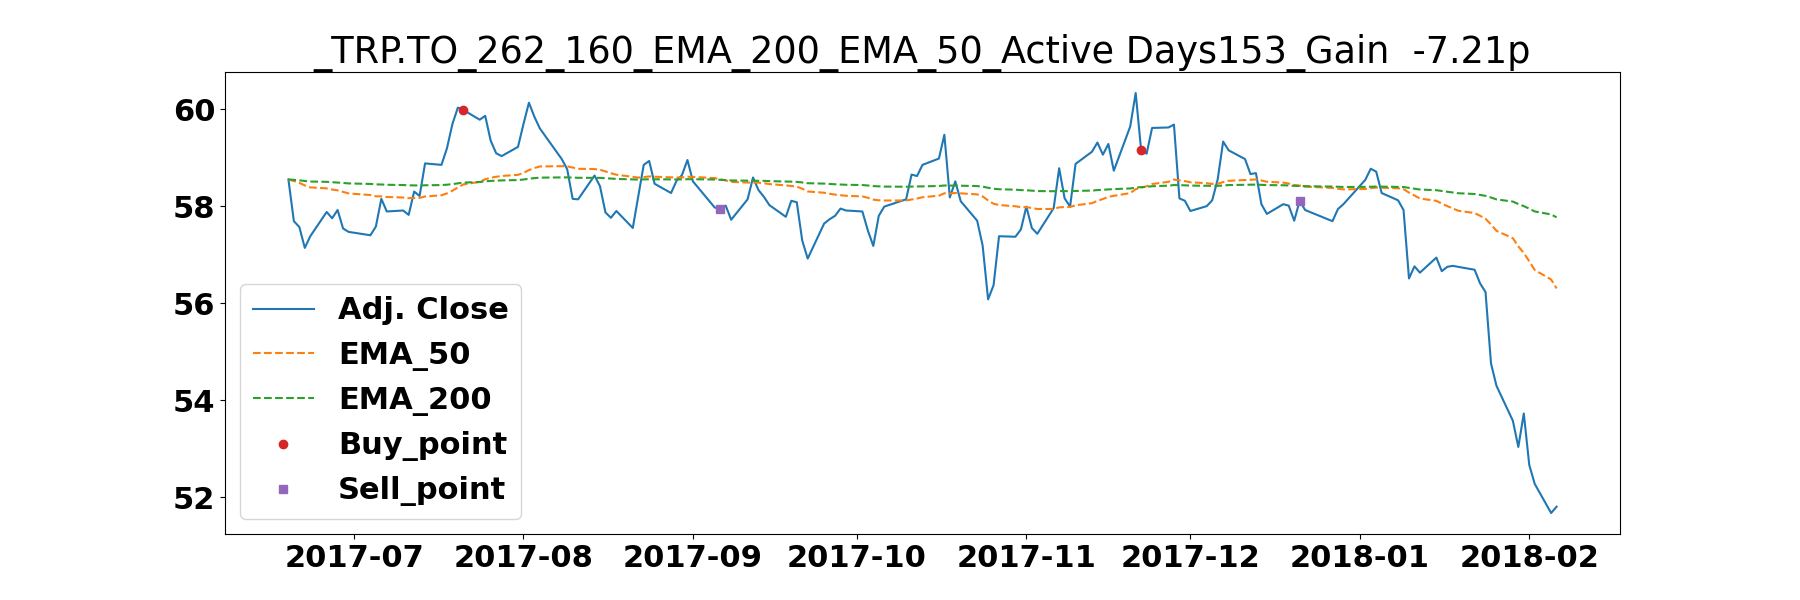 _TRP.TO_262_160_EMA_200_EMA_50_Active Days153_Gain  -7.21p
60
58
56
54
52
Adj. Close
EMA_50
EMA_200
Buy_point
Sell_point
2017-07 2017-08 2017-09 2017-10 2017-11 2017-12 2018-01 2018-02